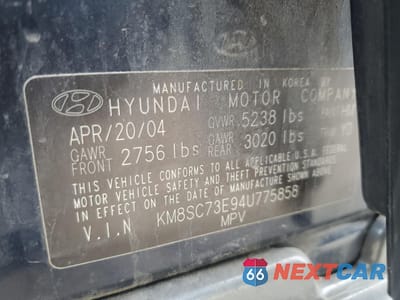 MANUFACTURED IN KOREA BY
HYUNDAI MOTOR COMPANY
APR/20/04 GVWR 5238 lbs
GAWR FRONT 2756 lbs GAWR REAR 3020 lbs
THIS VEHICLE CONFORMS TO ALL APPLICABLE U.S.A. FEDERAL
MOTOR VEHICLE SAFETY AND THEFT PREVENTION STANDARDS
IN EFFECT ON THE DATE OF MANUFACTURE SHOWN ABOVE
V.I.N KM8SC73E94U775858
MPV
66 NEXTCAR